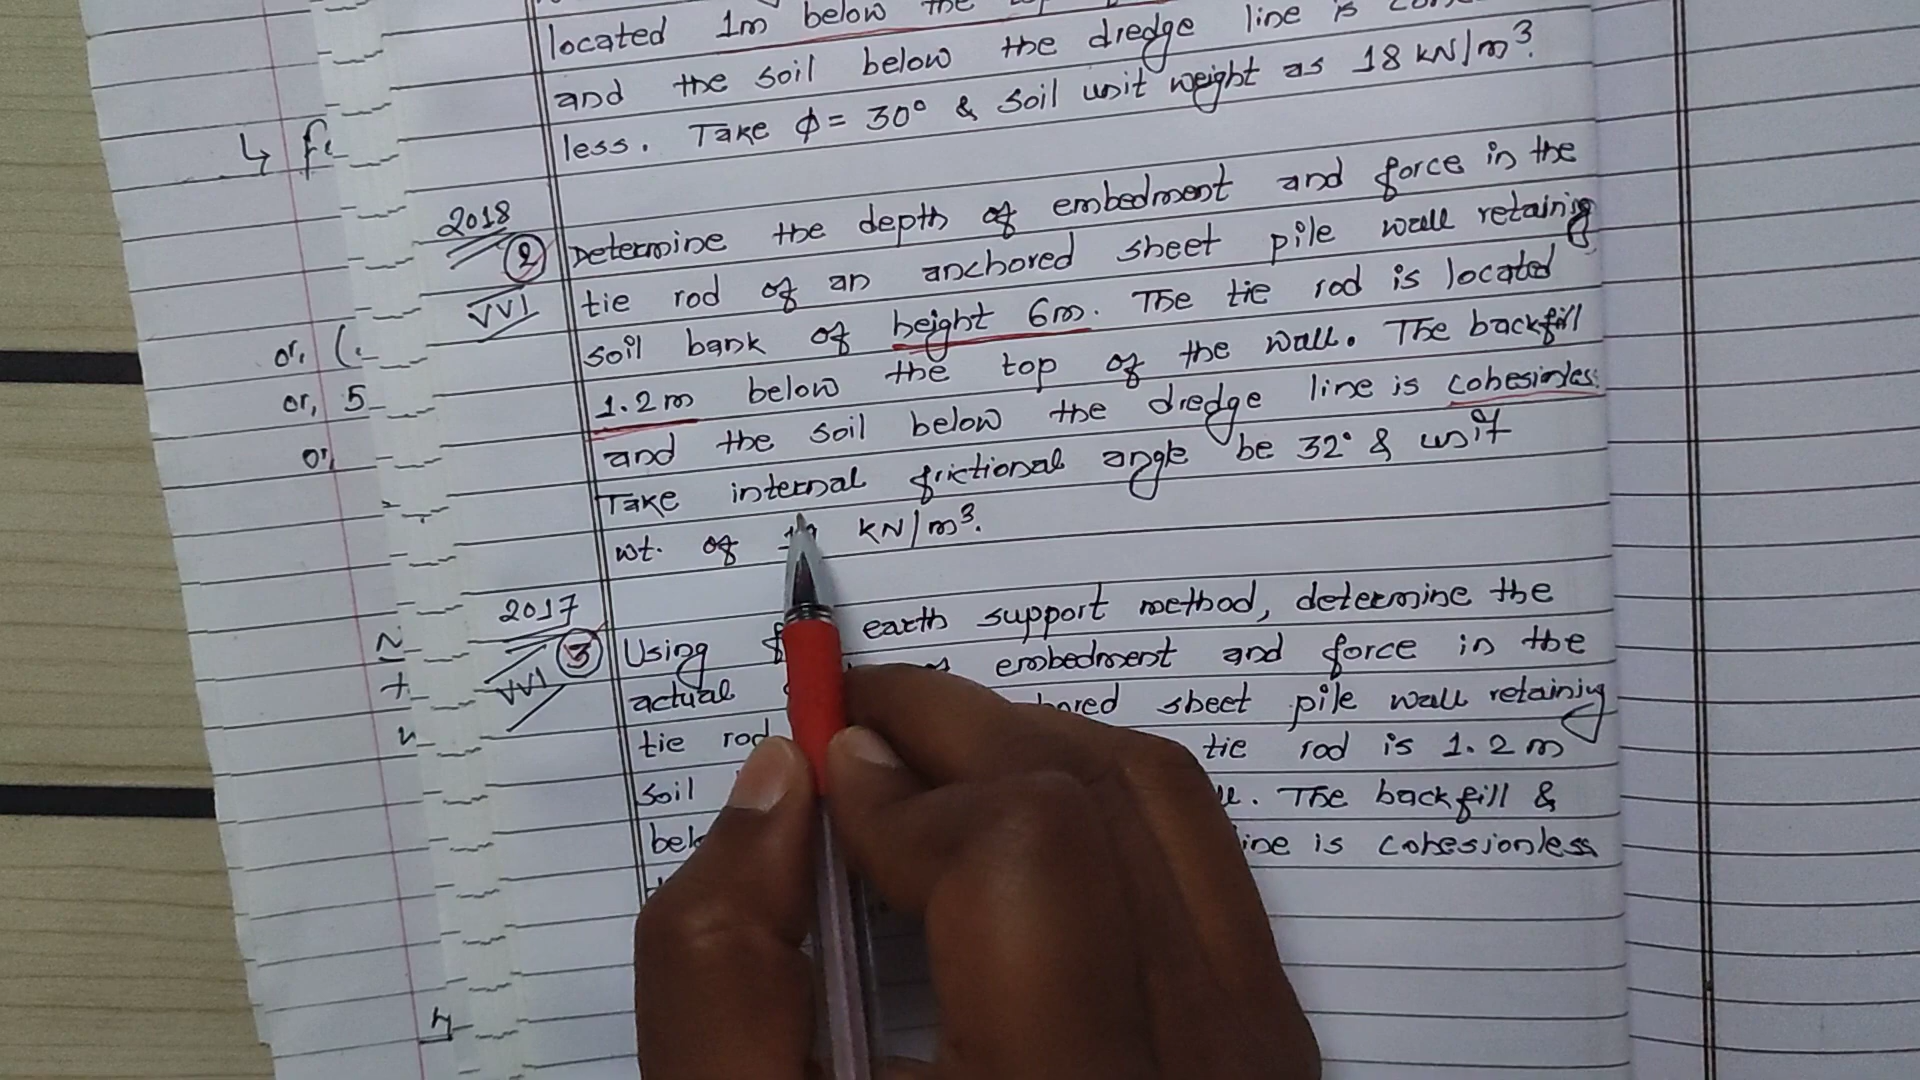 located 1m below the
and the soil below the dredge line is
less. Take ϕ = 30° & soil unit weight as 18 kN/m³.
2018
② Determine the depth of embedment and force in the
VVI tie rod of an anchored sheet pile wall retaining
soil bank of height 6m. The tie rod is located
1.2m below the top of the wall. The backfill
and the soil below the dredge line is cohesionless.
Take internal frictional angle be 32° & unit
wt. of kN/m³.
2017
③ Using earth support method, determine the
VVI actual embedment and force in the
tie rod sheet pile wall retaining
soil tie rod is 1.2m
The backfill &
is cohesionless
or,
or, 5
or,